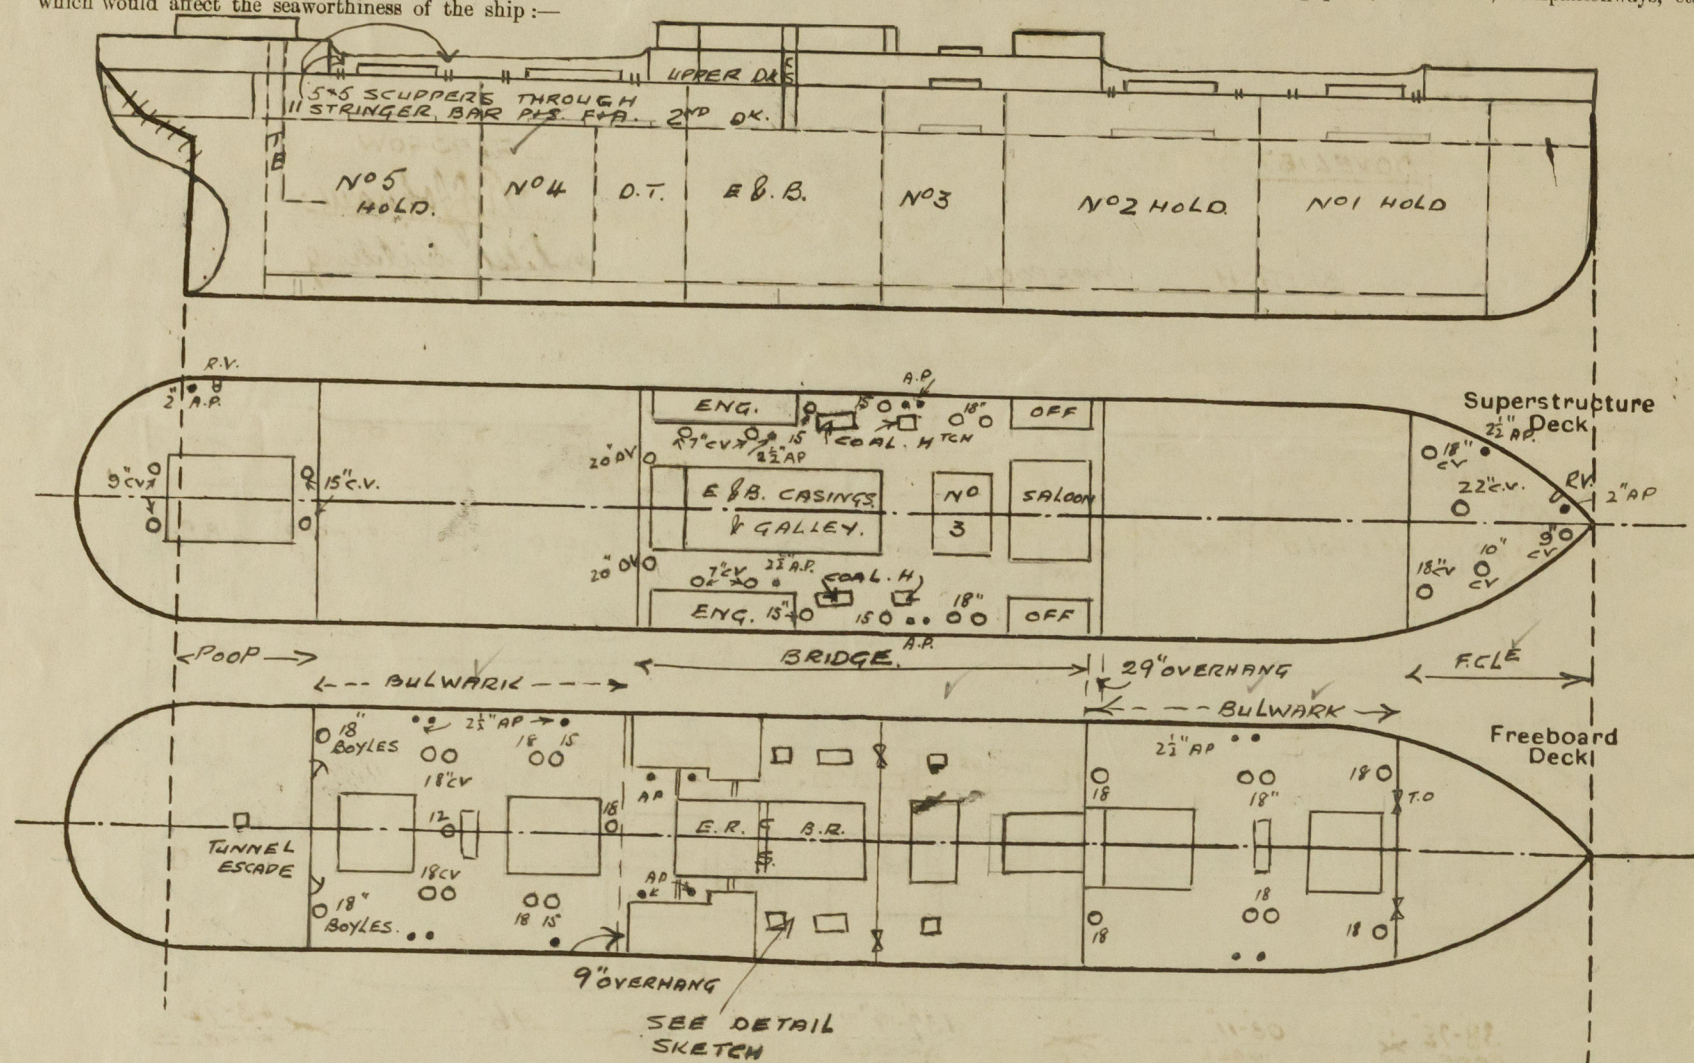 which would affect the seaworthiness of the ship :—
UPPER DK
C
S
5×5 SCUPPERS THROUGH
STRINGER BAR P&S. F&A.
2ND DK.
T
E
No5
HOLD.
No4
D.T.
E & B.
No3
No2 HOLD
No1 HOLD
R.V.
2" A.P.
ENG.
15
A.P.
18"
OFF
Superstructure
Deck
2½" AP.
7"CV
2½"AP
15
COAL. HTCH
20"DV
18"
CV
9"CV
15"C.V.
E & B. CASINGS
& GALLEY.
NO
3
SALOON
22"C.V.
RV.
2"AP
20" DV
7"CV
2½"A.P.
COAL. H
18CV
10"
CV
9"
CV
ENG.
15"
15
18"
A.P.
OFF
POOP
BRIDGE.
29"OVERHANG
F.CLE
BULWARK
BULWARK
18"
BOYLES
2½"AP
18 15
18"CV
2½"AP
Freeboard
Deck
AP
18
18"
18
T.O
12
18
E.R.
C
S.
B.R.
TUNNEL
ESCADE
18CV
AP
18"
BOYLES.
18 15
18
18
18
9"OVERHANG
SEE DETAIL
SKETCH